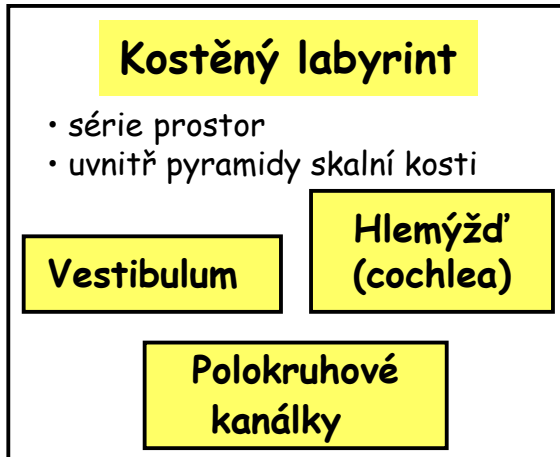 Kostěný labyrint
• série prostor
• uvnitř pyramidy skalní kosti
Vestibulum
Hlemýžď
(cochlea)
Polokruhové
kanálky